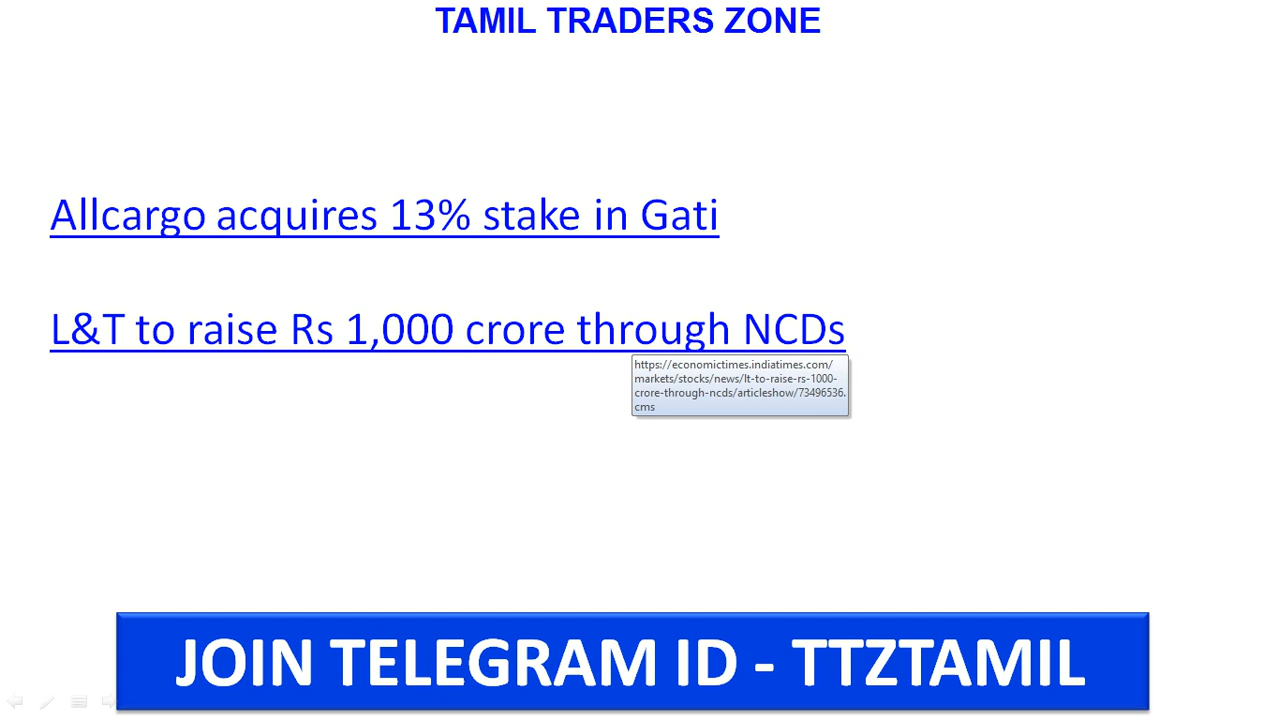 TAMIL TRADERS ZONE
Allcargo acquires 13% stake in Gati
L&T to raise Rs 1,000 crore through NCDs
https://economictimes.indiatimes.com/
markets/stocks/news/lt-to-raise-rs-1000-
crore-through-ncds/articleshow/73496536.
cms
JOIN TELEGRAM ID - TTZTAMIL